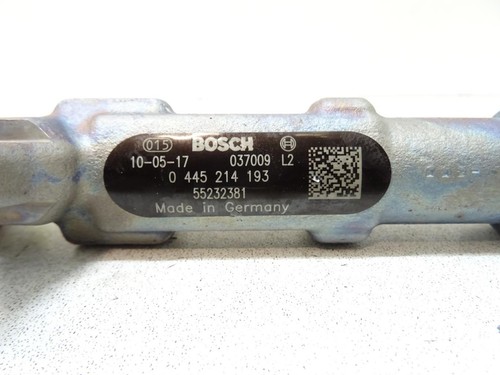 015 BOSCH
10-05-17 037009 L2
0 445 214 193
55232381
Made in Germany